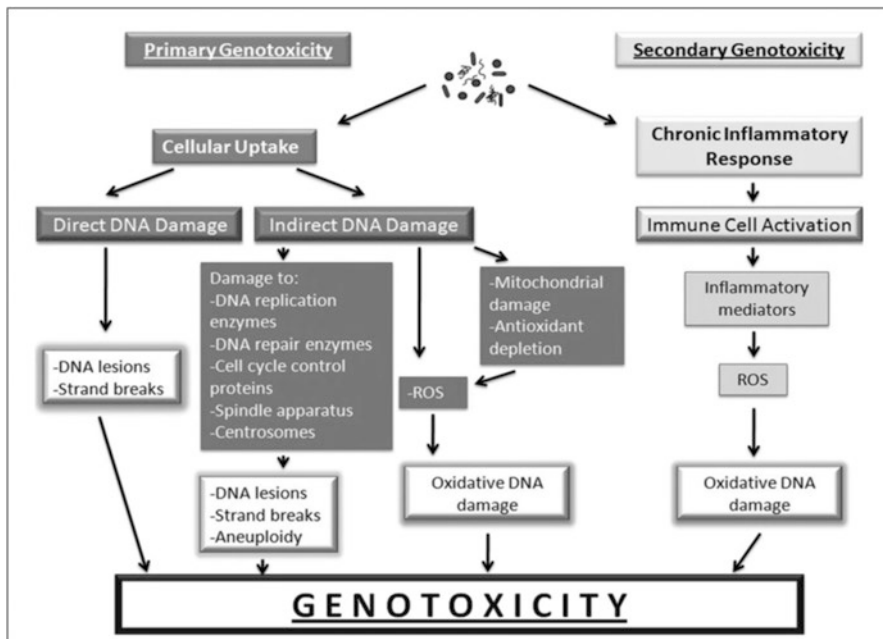 Primary Genotoxicity
Secondary Genotoxicity
Cellular Uptake
Chronic Inflammatory
Response
Direct DNA Damage
Indirect DNA Damage
Immune Cell Activation
Damage to:
-DNA replication
enzymes
-DNA repair enzymes
-Cell cycle control
proteins
-Spindle apparatus
-Centrosomes
-Mitochondrial
damage
-Antioxidant
depletion
Inflammatory
mediators
-DNA lesions
-Strand breaks
-ROS
ROS
-DNA lesions
-Strand breaks
-Aneuploidy
Oxidative DNA
damage
Oxidative DNA
damage
GENOTOXICITY